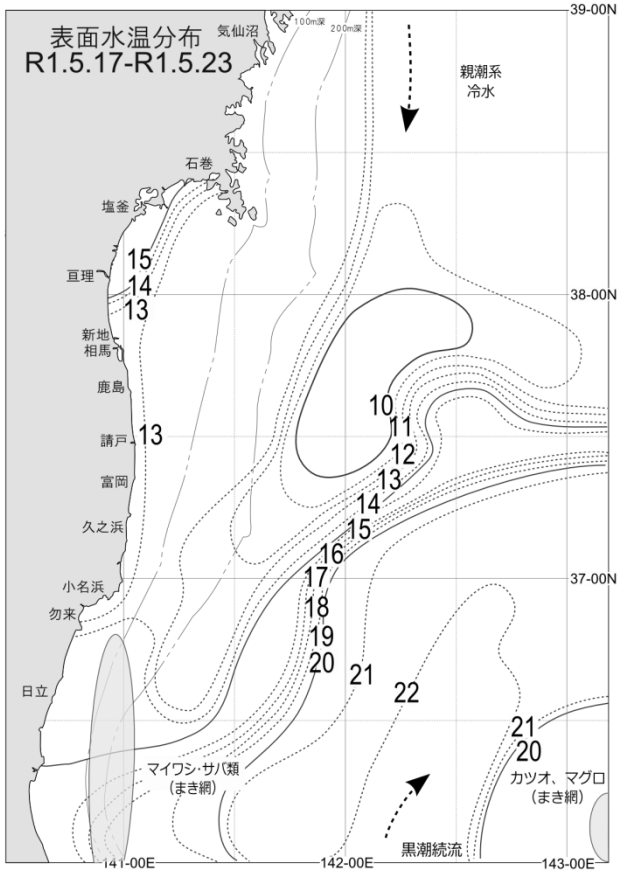 表面水温分布
R1.5.17-R1.5.23
気仙沼
100m深
200m深
39-00N
親潮系
冷水
石巻
塩釜
15
亘理
14
13
38-00N
新地
相馬
鹿島
10
11
13
請戸
12
富岡
13
14
久之浜
15
16
37-00N
17
小名浜
18
勿来
19
20
21
22
日立
21
20
マイワシ・サバ類
(まき網)
カツオ、マグロ
(まき網)
黒潮続流
141-00E
142-00E
143-00E